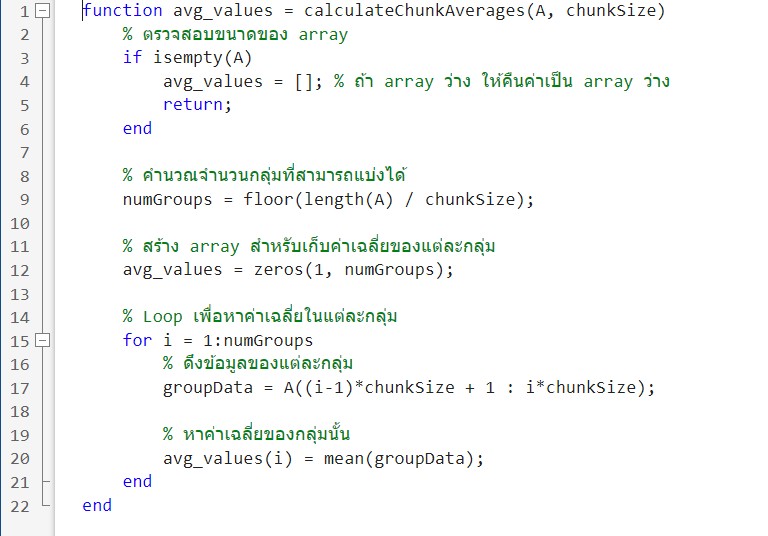 1 function avg_values = calculateChunkAverages(A, chunkSize)
2 % ตรวจสอบขนาดของ array
3 if isempty(A)
4 avg_values = []; % ถ้า array ว่าง ให้คืนค่าเป็น array ว่าง
5 return;
6 end
7
8 % คำนวณจำนวนกลุ่มที่สามารถแบ่งได้
9 numGroups = floor(length(A) / chunkSize);
10
11 % สร้าง array สำหรับเก็บค่าเฉลี่ยของแต่ละกลุ่ม
12 avg_values = zeros(1, numGroups);
13
14 % Loop เพื่อหาค่าเฉลี่ยในแต่ละกลุ่ม
15 for i = 1:numGroups
16 % ดึงข้อมูลของแต่ละกลุ่ม
17 groupData = A((i-1)*chunkSize + 1 : i*chunkSize);
18
19 % หาค่าเฉลี่ยของกลุ่มนั้น
20 avg_values(i) = mean(groupData);
21 end
22 end